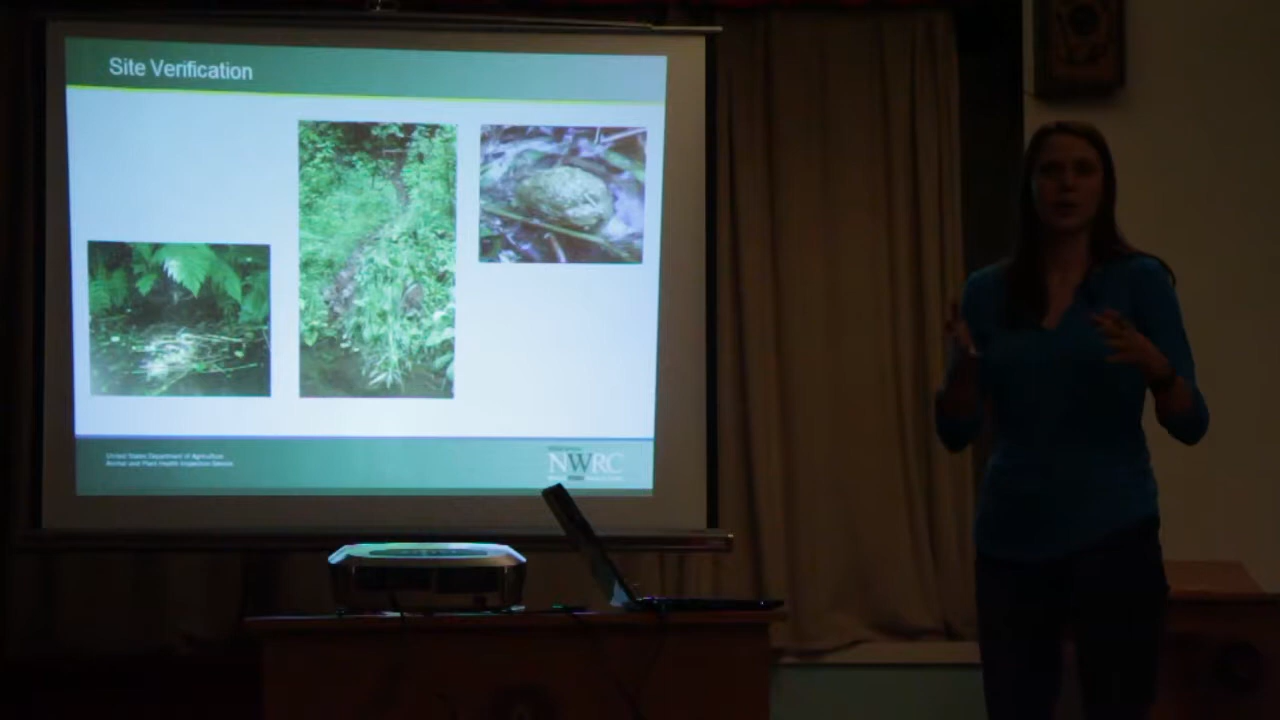 Site Verification
United States Department of Agriculture
Animal and Plant Health Inspection Service
NWRC